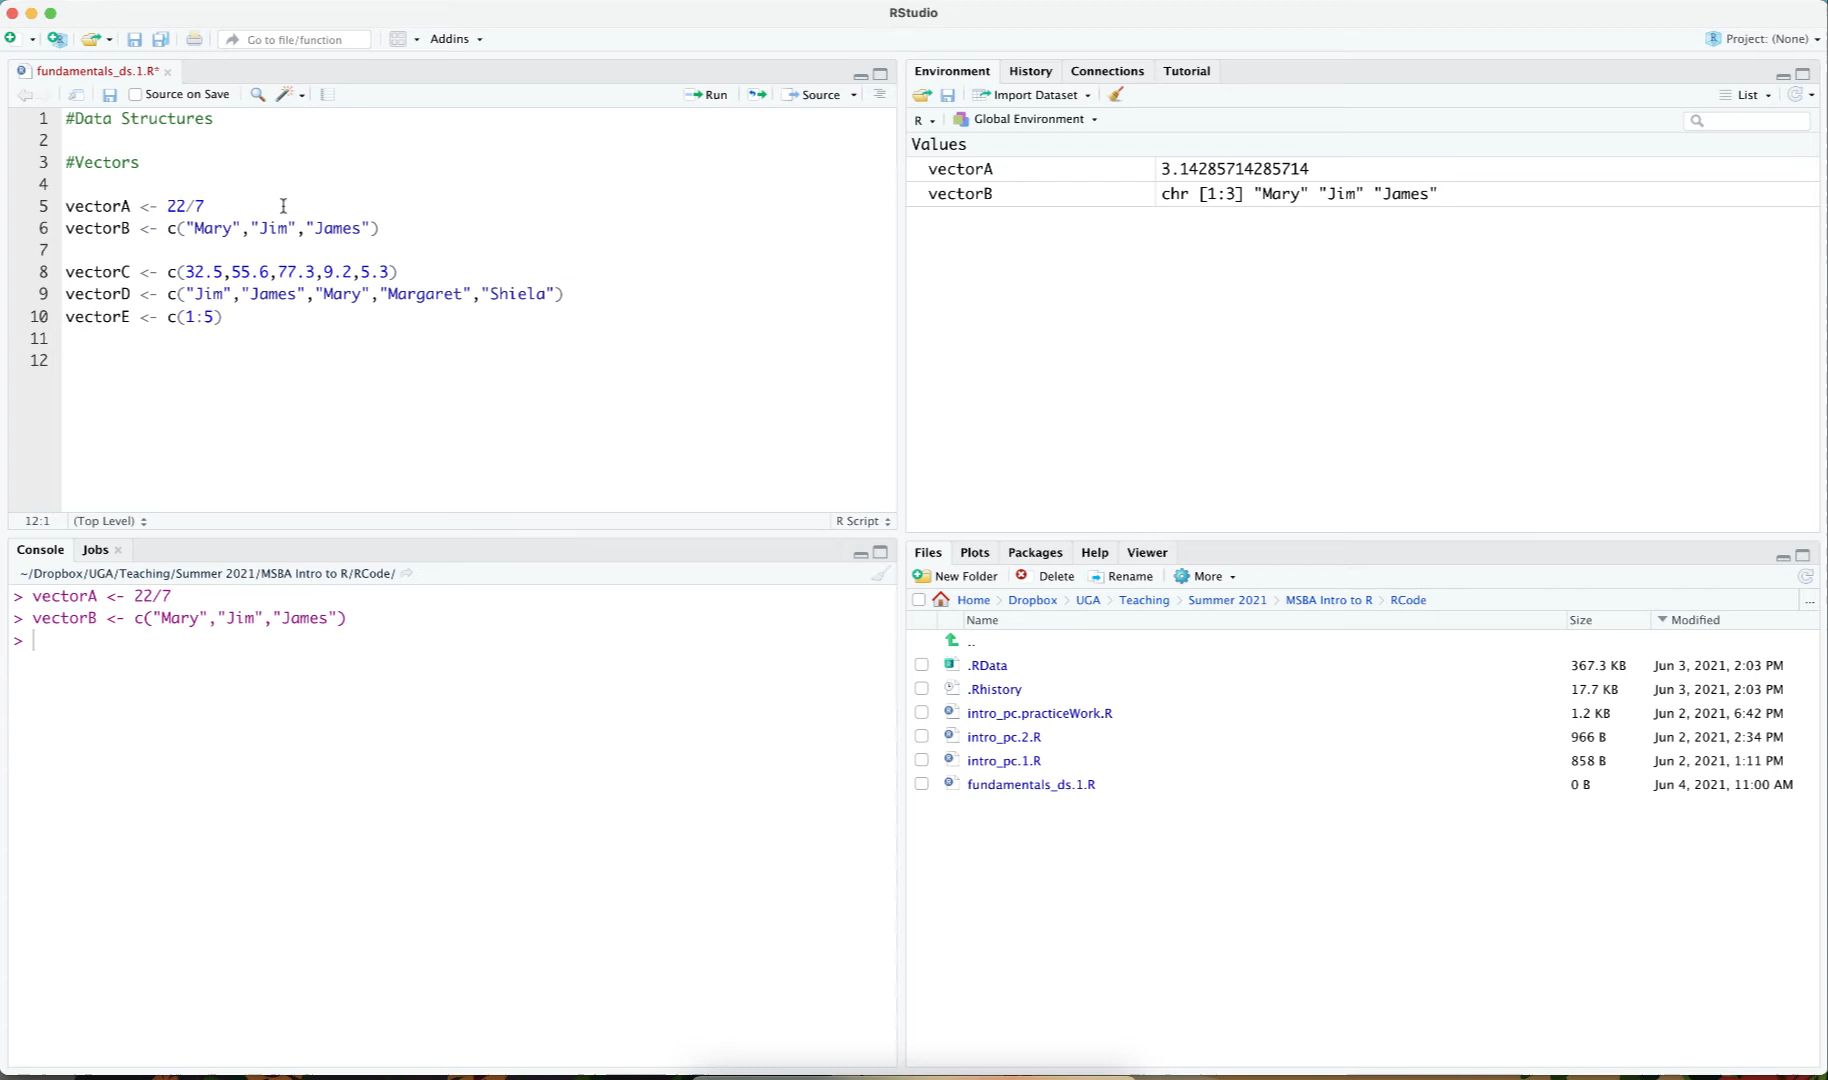 RStudio
Go to file/function
Addins
Project: (None)
fundamentals_ds.1.R*
Source on Save
Run
Source
1 #Data Structures
2
3 #Vectors
4
5 vectorA <- 22/7
6 vectorB <- c("Mary","Jim","James")
7
8 vectorC <- c(32.5,55.6,77.3,9.2,5.3)
9 vectorD <- c("Jim","James","Mary","Margaret","Shiela")
10 vectorE <- c(1:5)
11
12
12:1 (Top Level) R Script
Console Jobs
~/Dropbox/UGA/Teaching/Summer 2021/MSBA Intro to R/RCode/
> vectorA <- 22/7
> vectorB <- c("Mary","Jim","James")
>
Environment History Connections Tutorial
Import Dataset List
R Global Environment
Values
vectorA 3.14285714285714
vectorB chr [1:3] "Mary" "Jim" "James"
Files Plots Packages Help Viewer
New Folder Delete Rename More
Home > Dropbox > UGA > Teaching > Summer 2021 > MSBA Intro to R > RCode ...
Name Size Modified
..
.RData 367.3 KB Jun 3, 2021, 2:03 PM
.Rhistory 17.7 KB Jun 3, 2021, 2:03 PM
intro_pc.practiceWork.R 1.2 KB Jun 2, 2021, 6:42 PM
intro_pc.2.R 966 B Jun 2, 2021, 2:34 PM
intro_pc.1.R 858 B Jun 2, 2021, 1:11 PM
fundamentals_ds.1.R 0 B Jun 4, 2021, 11:00 AM